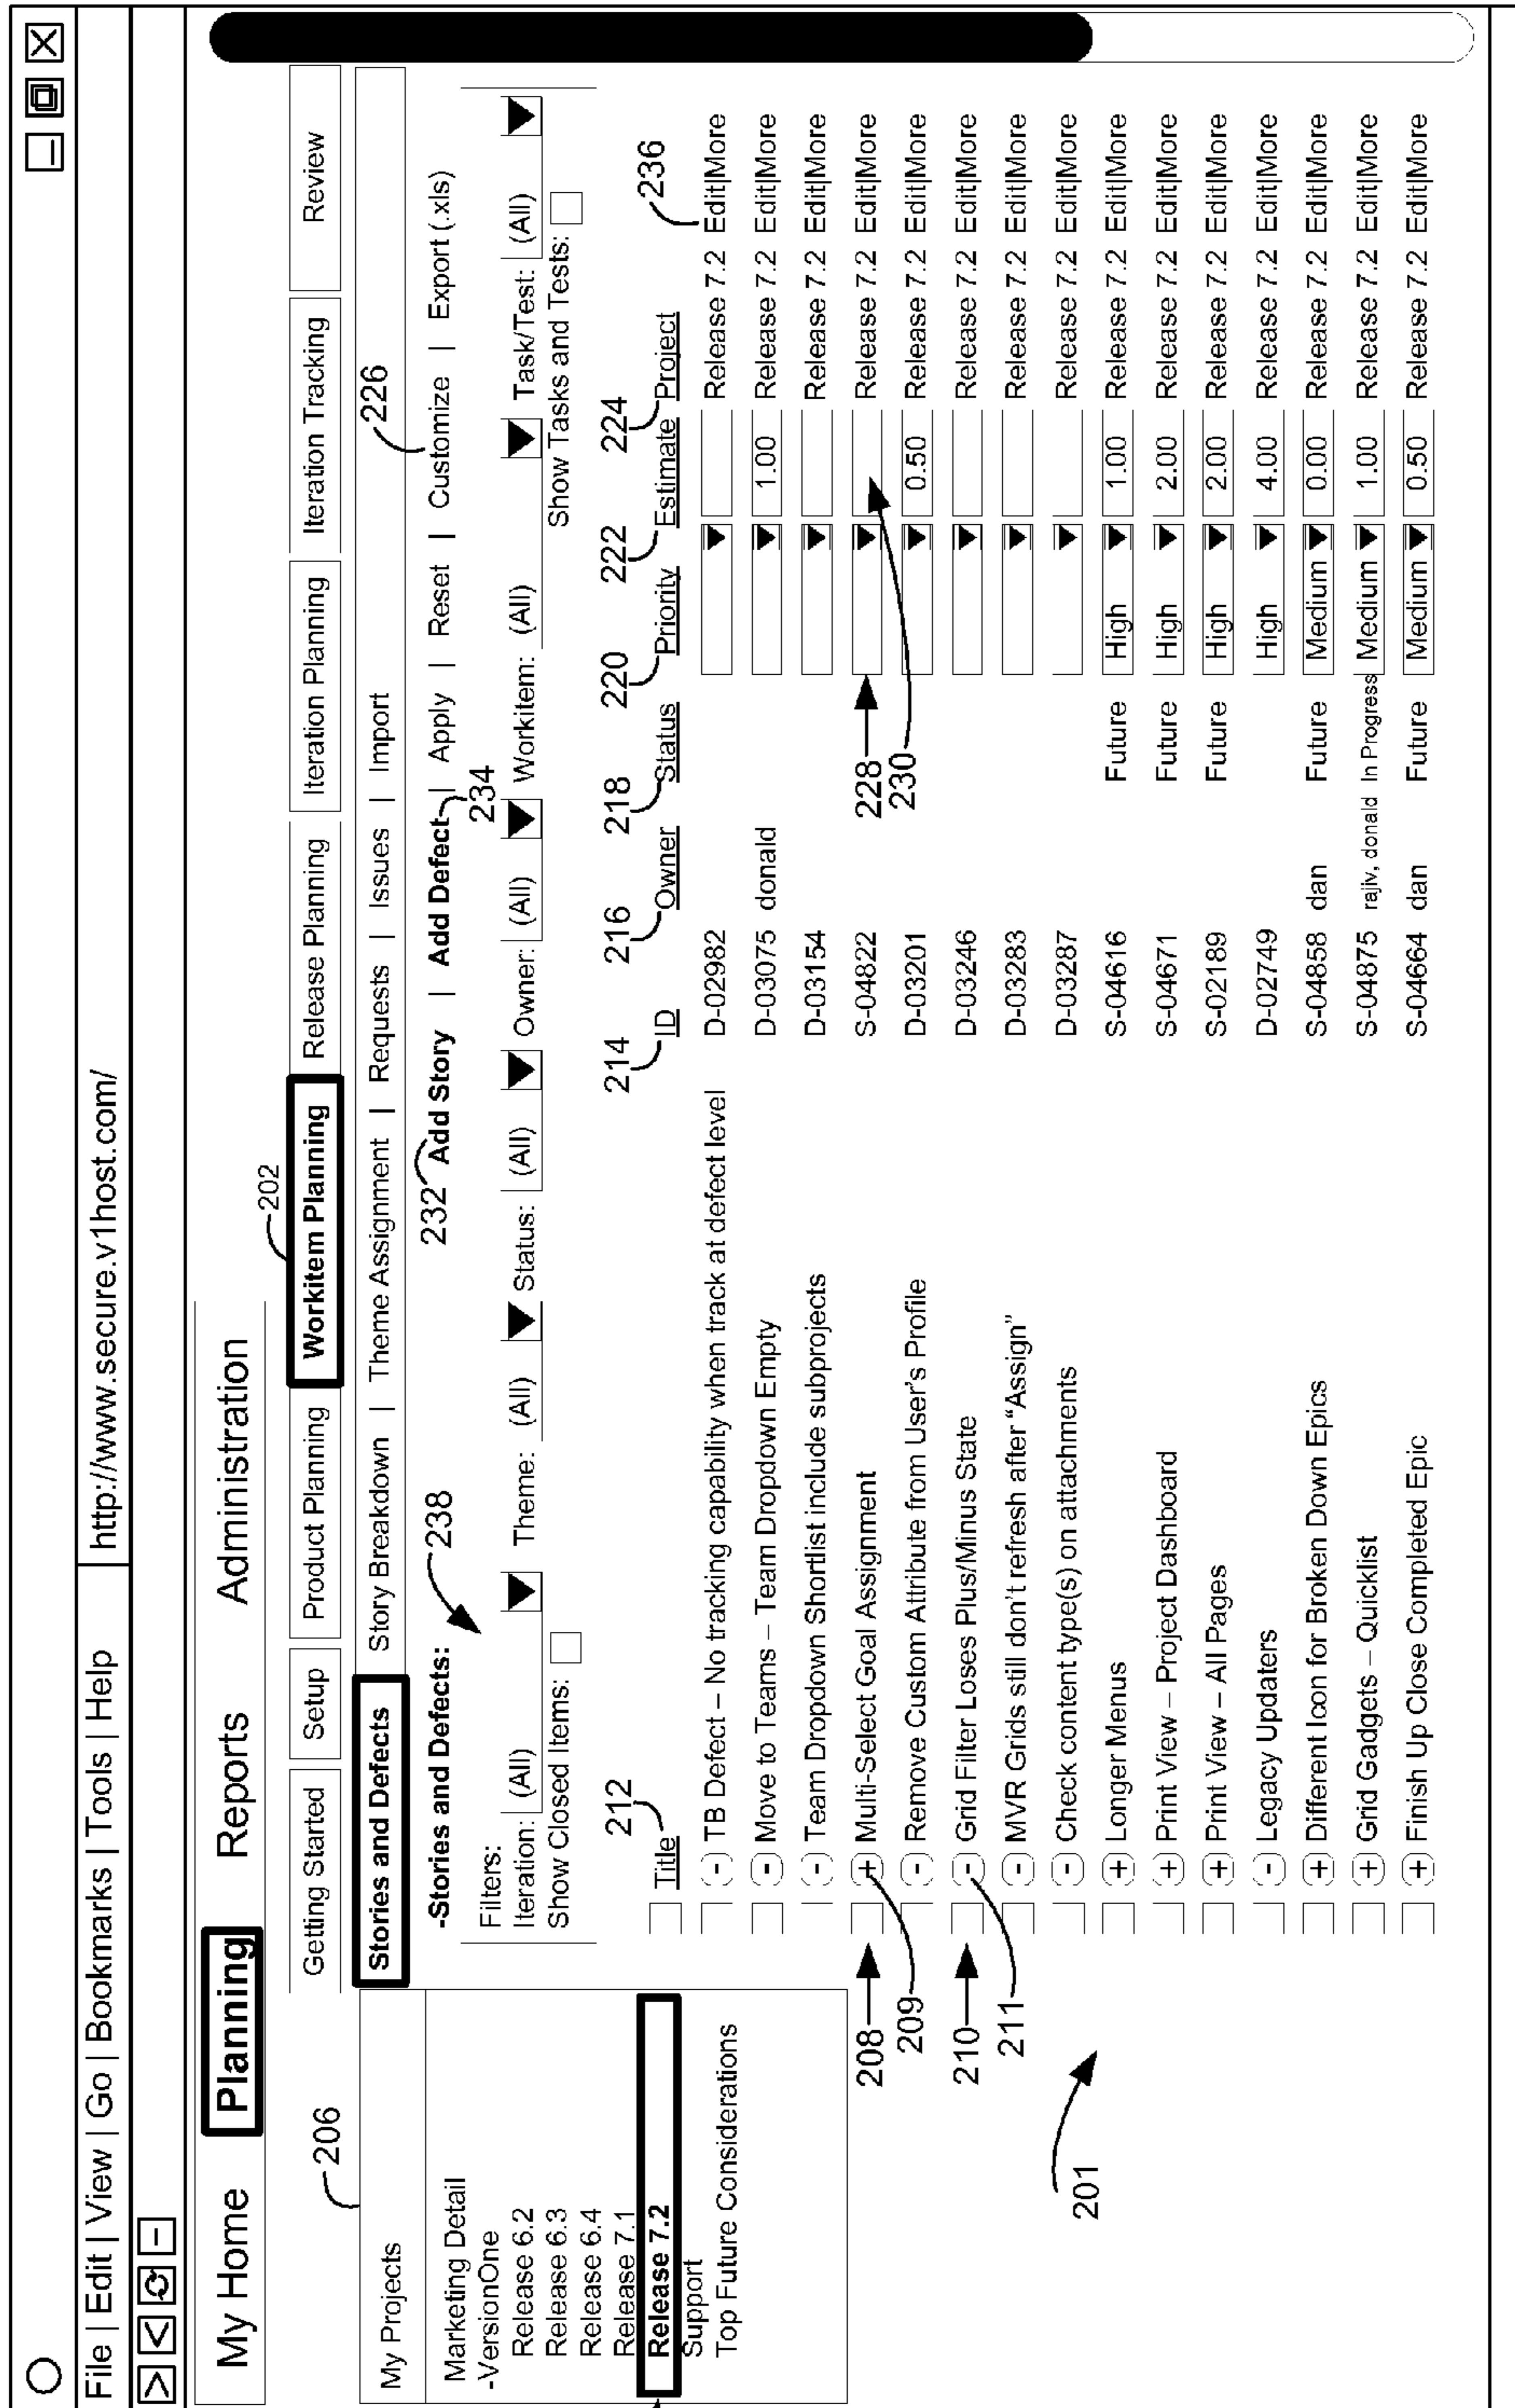 File | Edit | View | Go | Bookmarks | Tools | Help
http://www.secure.v1host.com/
My Home Planning Reports Administration
202
Getting Started Setup Product Planning Workitem Planning Release Planning Iteration Planning Iteration Tracking Review
206
226
My Projects
Stories and Defects Story Breakdown | Theme Assignment | Requests | Issues | Import
Marketing Detail
-VersionOne
Release 6.2
Release 6.3
Release 6.4
Release 7.1
Release 7.2
Support
Top Future Considerations
-Stories and Defects: 238 232 Add Story | Add Defect | Apply | Reset | Customize | Export (.xls)
234
Filters:
Iteration: (All) Theme: (All) Status: (All) Owner: (All) Workitem: (All) Task/Test: (All)
Show Closed Items: Show Tasks and Tests:
212 214 216 218 220 222 224 236
Title ID Owner Status Priority Estimate Project
(-) TB Defect – No tracking capability when track at defect level D-02982 Release 7.2 Edit|More
(-) Move to Teams – Team Dropdown Empty D-03075 donald 1.00 Release 7.2 Edit|More
(-) Team Dropdown Shortlist include subprojects D-03154 Release 7.2 Edit|More
208 (+) Multi-Select Goal Assignment S-04822 228 Release 7.2 Edit|More
209 (-) Remove Custom Attribute from User's Profile D-03201 230 0.50 Release 7.2 Edit|More
210 (-) Grid Filter Loses Plus/Minus State D-03246 Release 7.2 Edit|More
211 (-) MVR Grids still don't refresh after “Assign” D-03283 Release 7.2 Edit|More
(-) Check content type(s) on attachments D-03287 Release 7.2 Edit|More
201 (+) Longer Menus S-04616 Future High 1.00 Release 7.2 Edit|More
(+) Print View – Project Dashboard S-04671 Future High 2.00 Release 7.2 Edit|More
(+) Print View – All Pages S-02189 Future High 2.00 Release 7.2 Edit|More
(-) Legacy Updaters D-02749 High 4.00 Release 7.2 Edit|More
(+) Different Icon for Broken Down Epics S-04858 dan Future Medium 0.00 Release 7.2 Edit|More
(+) Grid Gadgets – Quicklist S-04875 rajiv, donald In Progress Medium 1.00 Release 7.2 Edit|More
(+) Finish Up Close Completed Epic S-04664 dan Future Medium 0.50 Release 7.2 Edit|More